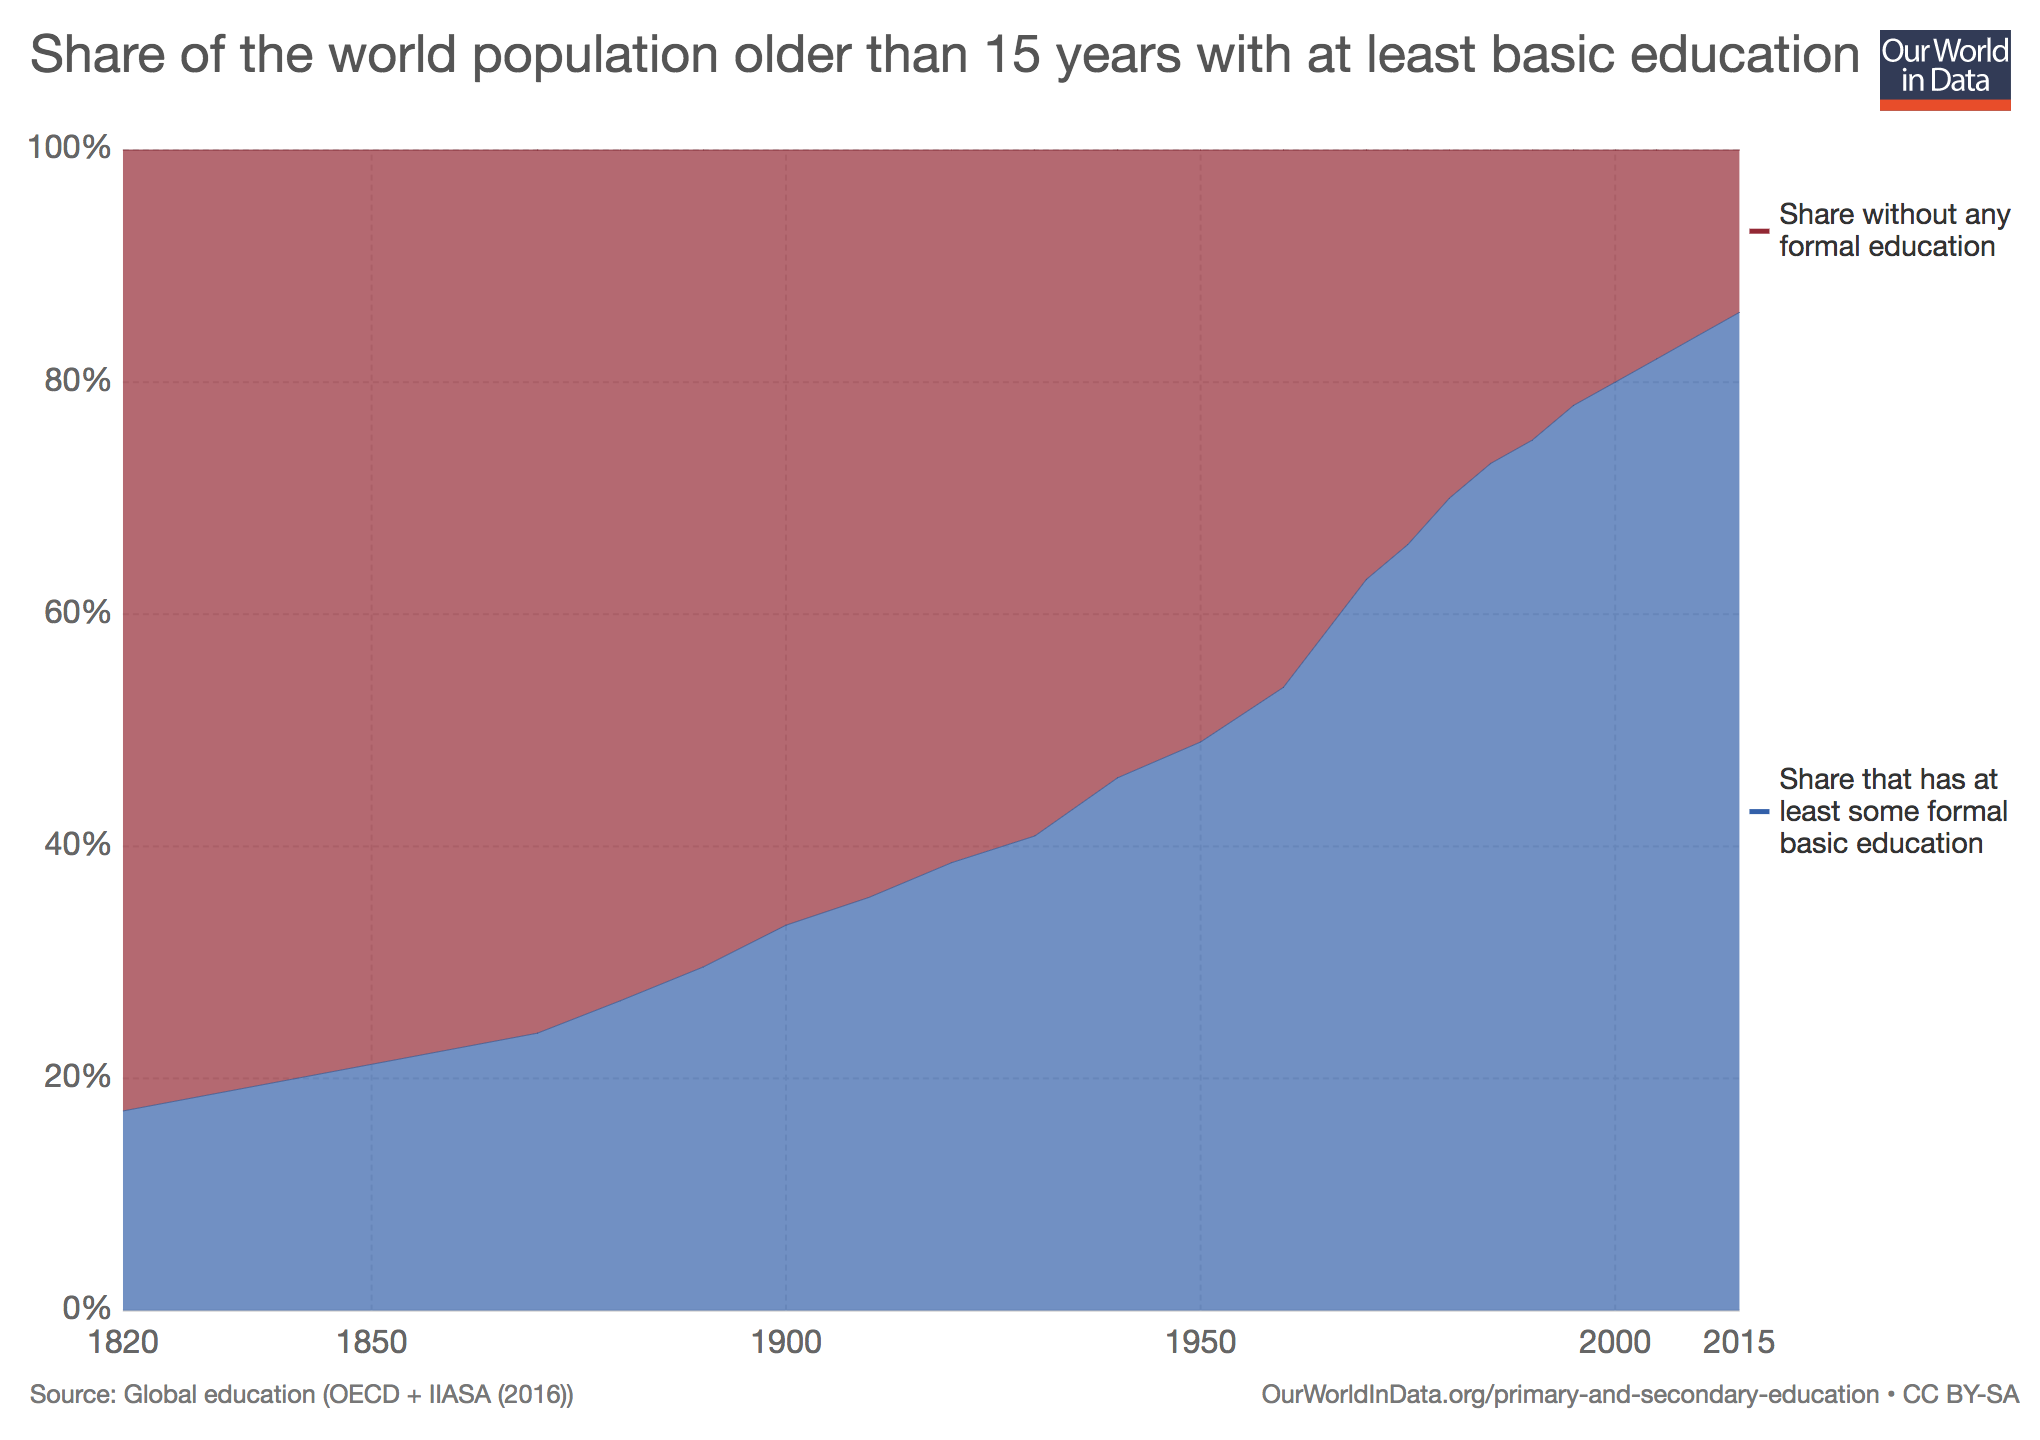 Share of the world population older than 15 years with at least basic education
Our World
in Data
100%
80%
60%
40%
20%
0%
Share without any
formal education
Share that has at
least some formal
basic education
1820 1850 1900 1950 2000 2015
Source: Global education (OECD + IIASA (2016))
OurWorldInData.org/primary-and-secondary-education • CC BY-SA